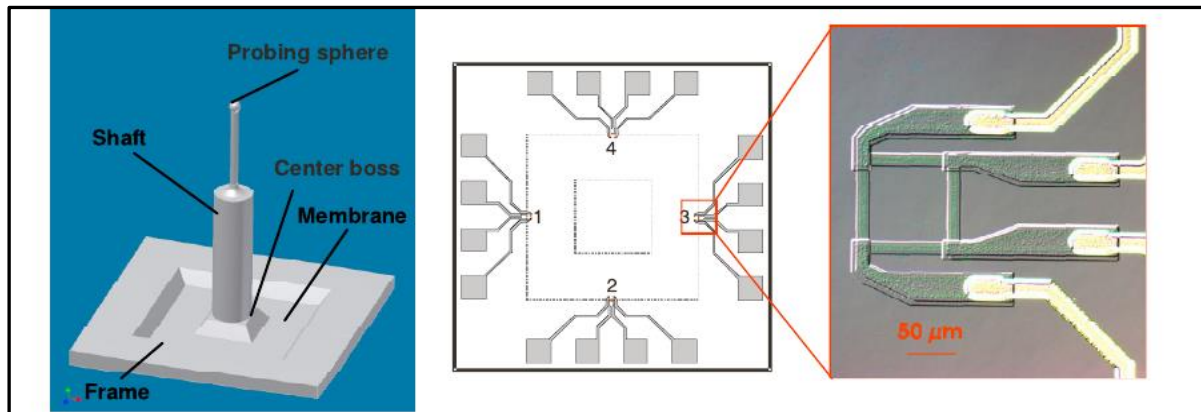 Probing sphere
Shaft
Center boss
Membrane
Frame
4
1
3
2
50 µm